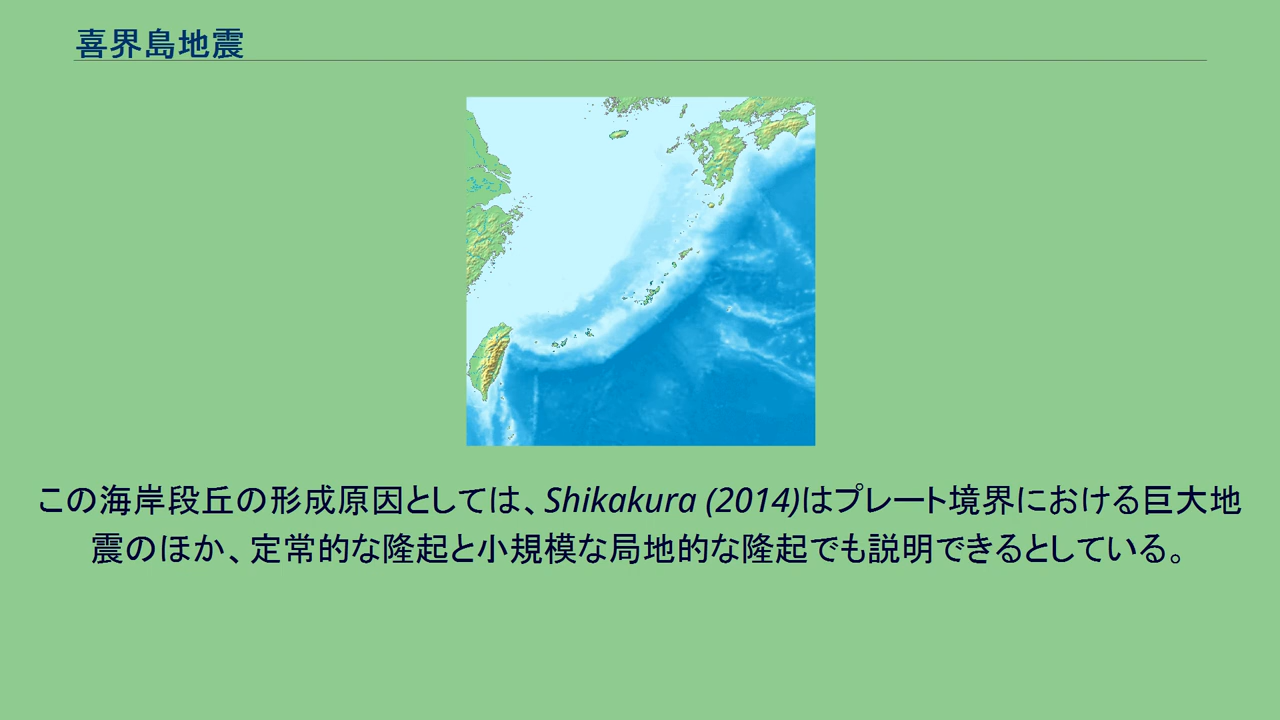 喜界島地震
この海岸段丘の形成原因としては、Shikakura (2014)はプレート境界における巨大地
震のほか、定常的な隆起と小規模な局地的な隆起でも説明できるとしている。